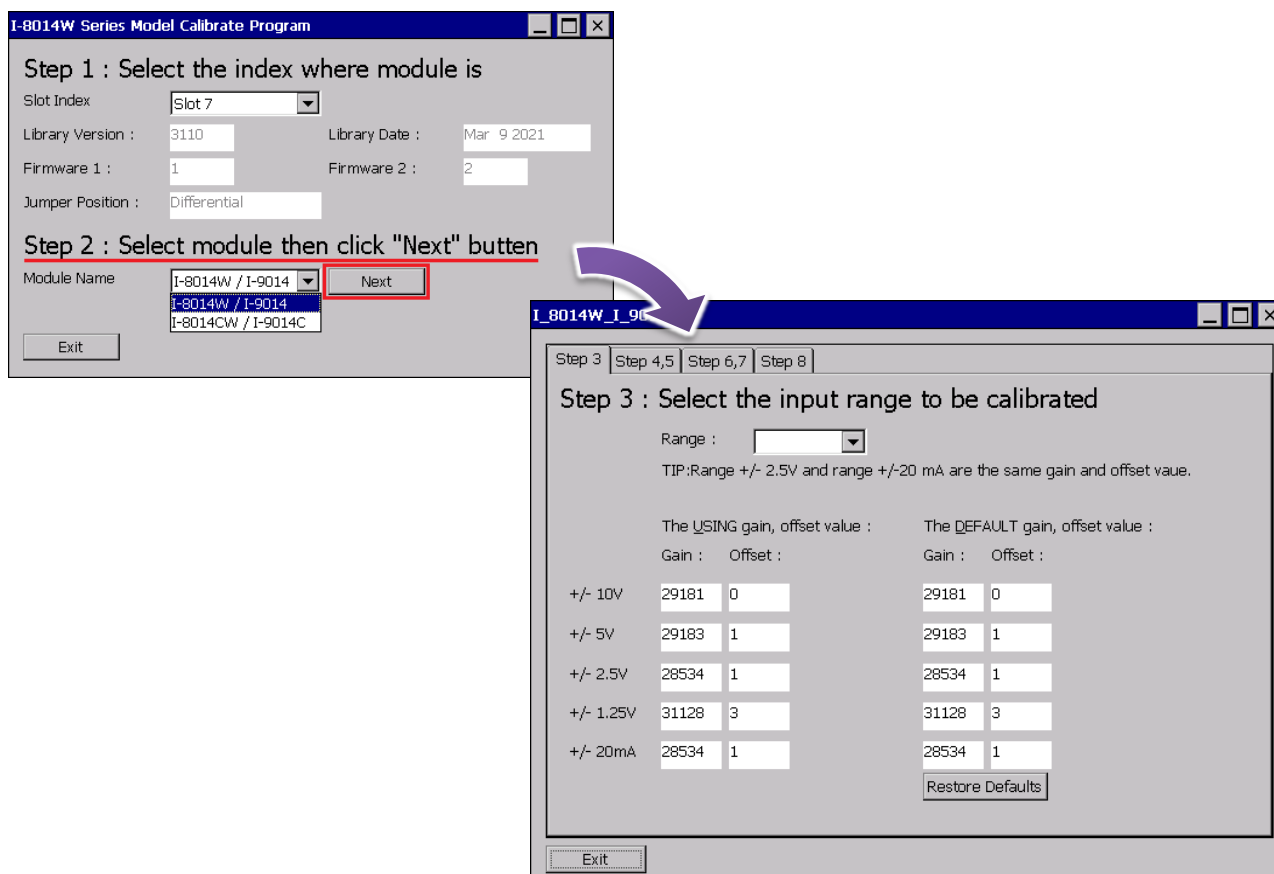 I-8014W Series Model Calibrate Program
Step 1 : Select the index where module is
Slot Index Slot 7
Library Version : 3110 Library Date : Mar 9 2021
Firmware 1 : 1 Firmware 2 : 2
Jumper Position : Differential
Step 2 : Select module then click "Next" butten
Module Name I-8014W / I-9014 Next
I-8014W / I-9014
I-8014CW / I-9014C
Exit
I_8014W_I_90
Step 3 Step 4,5 Step 6,7 Step 8
Step 3 : Select the input range to be calibrated
Range :
TIP:Range +/- 2.5V and range +/-20 mA are the same gain and offset vaue.
The USING gain, offset value : The DEFAULT gain, offset value :
Gain : Offset : Gain : Offset :
+/- 10V 29181 0 29181 0
+/- 5V 29183 1 29183 1
+/- 2.5V 28534 1 28534 1
+/- 1.25V 31128 3 31128 3
+/- 20mA 28534 1 28534 1
Restore Defaults
Exit